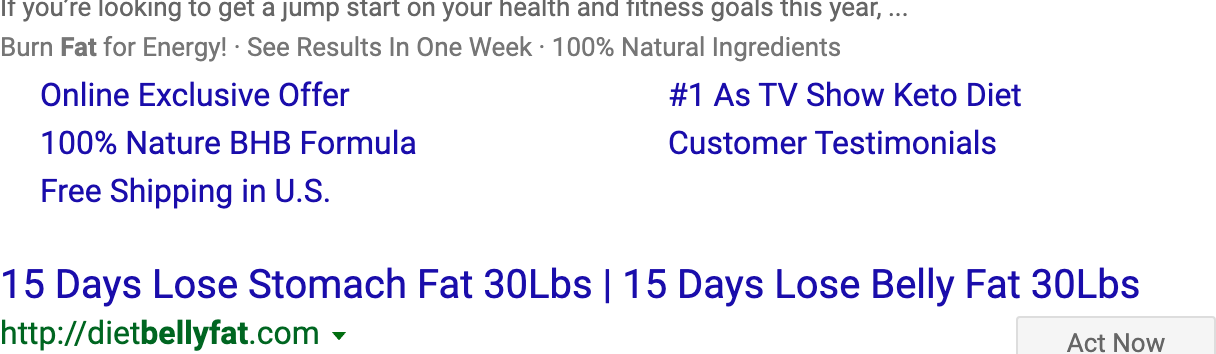 If you're looking to get a jump start on your health and fitness goals this year, ...
Burn Fat for Energy! · See Results In One Week · 100% Natural Ingredients
Online Exclusive Offer
#1 As TV Show Keto Diet
100% Nature BHB Formula
Customer Testimonials
Free Shipping in U.S.
15 Days Lose Stomach Fat 30Lbs | 15 Days Lose Belly Fat 30Lbs
http://dietbellyfat.com
Act Now